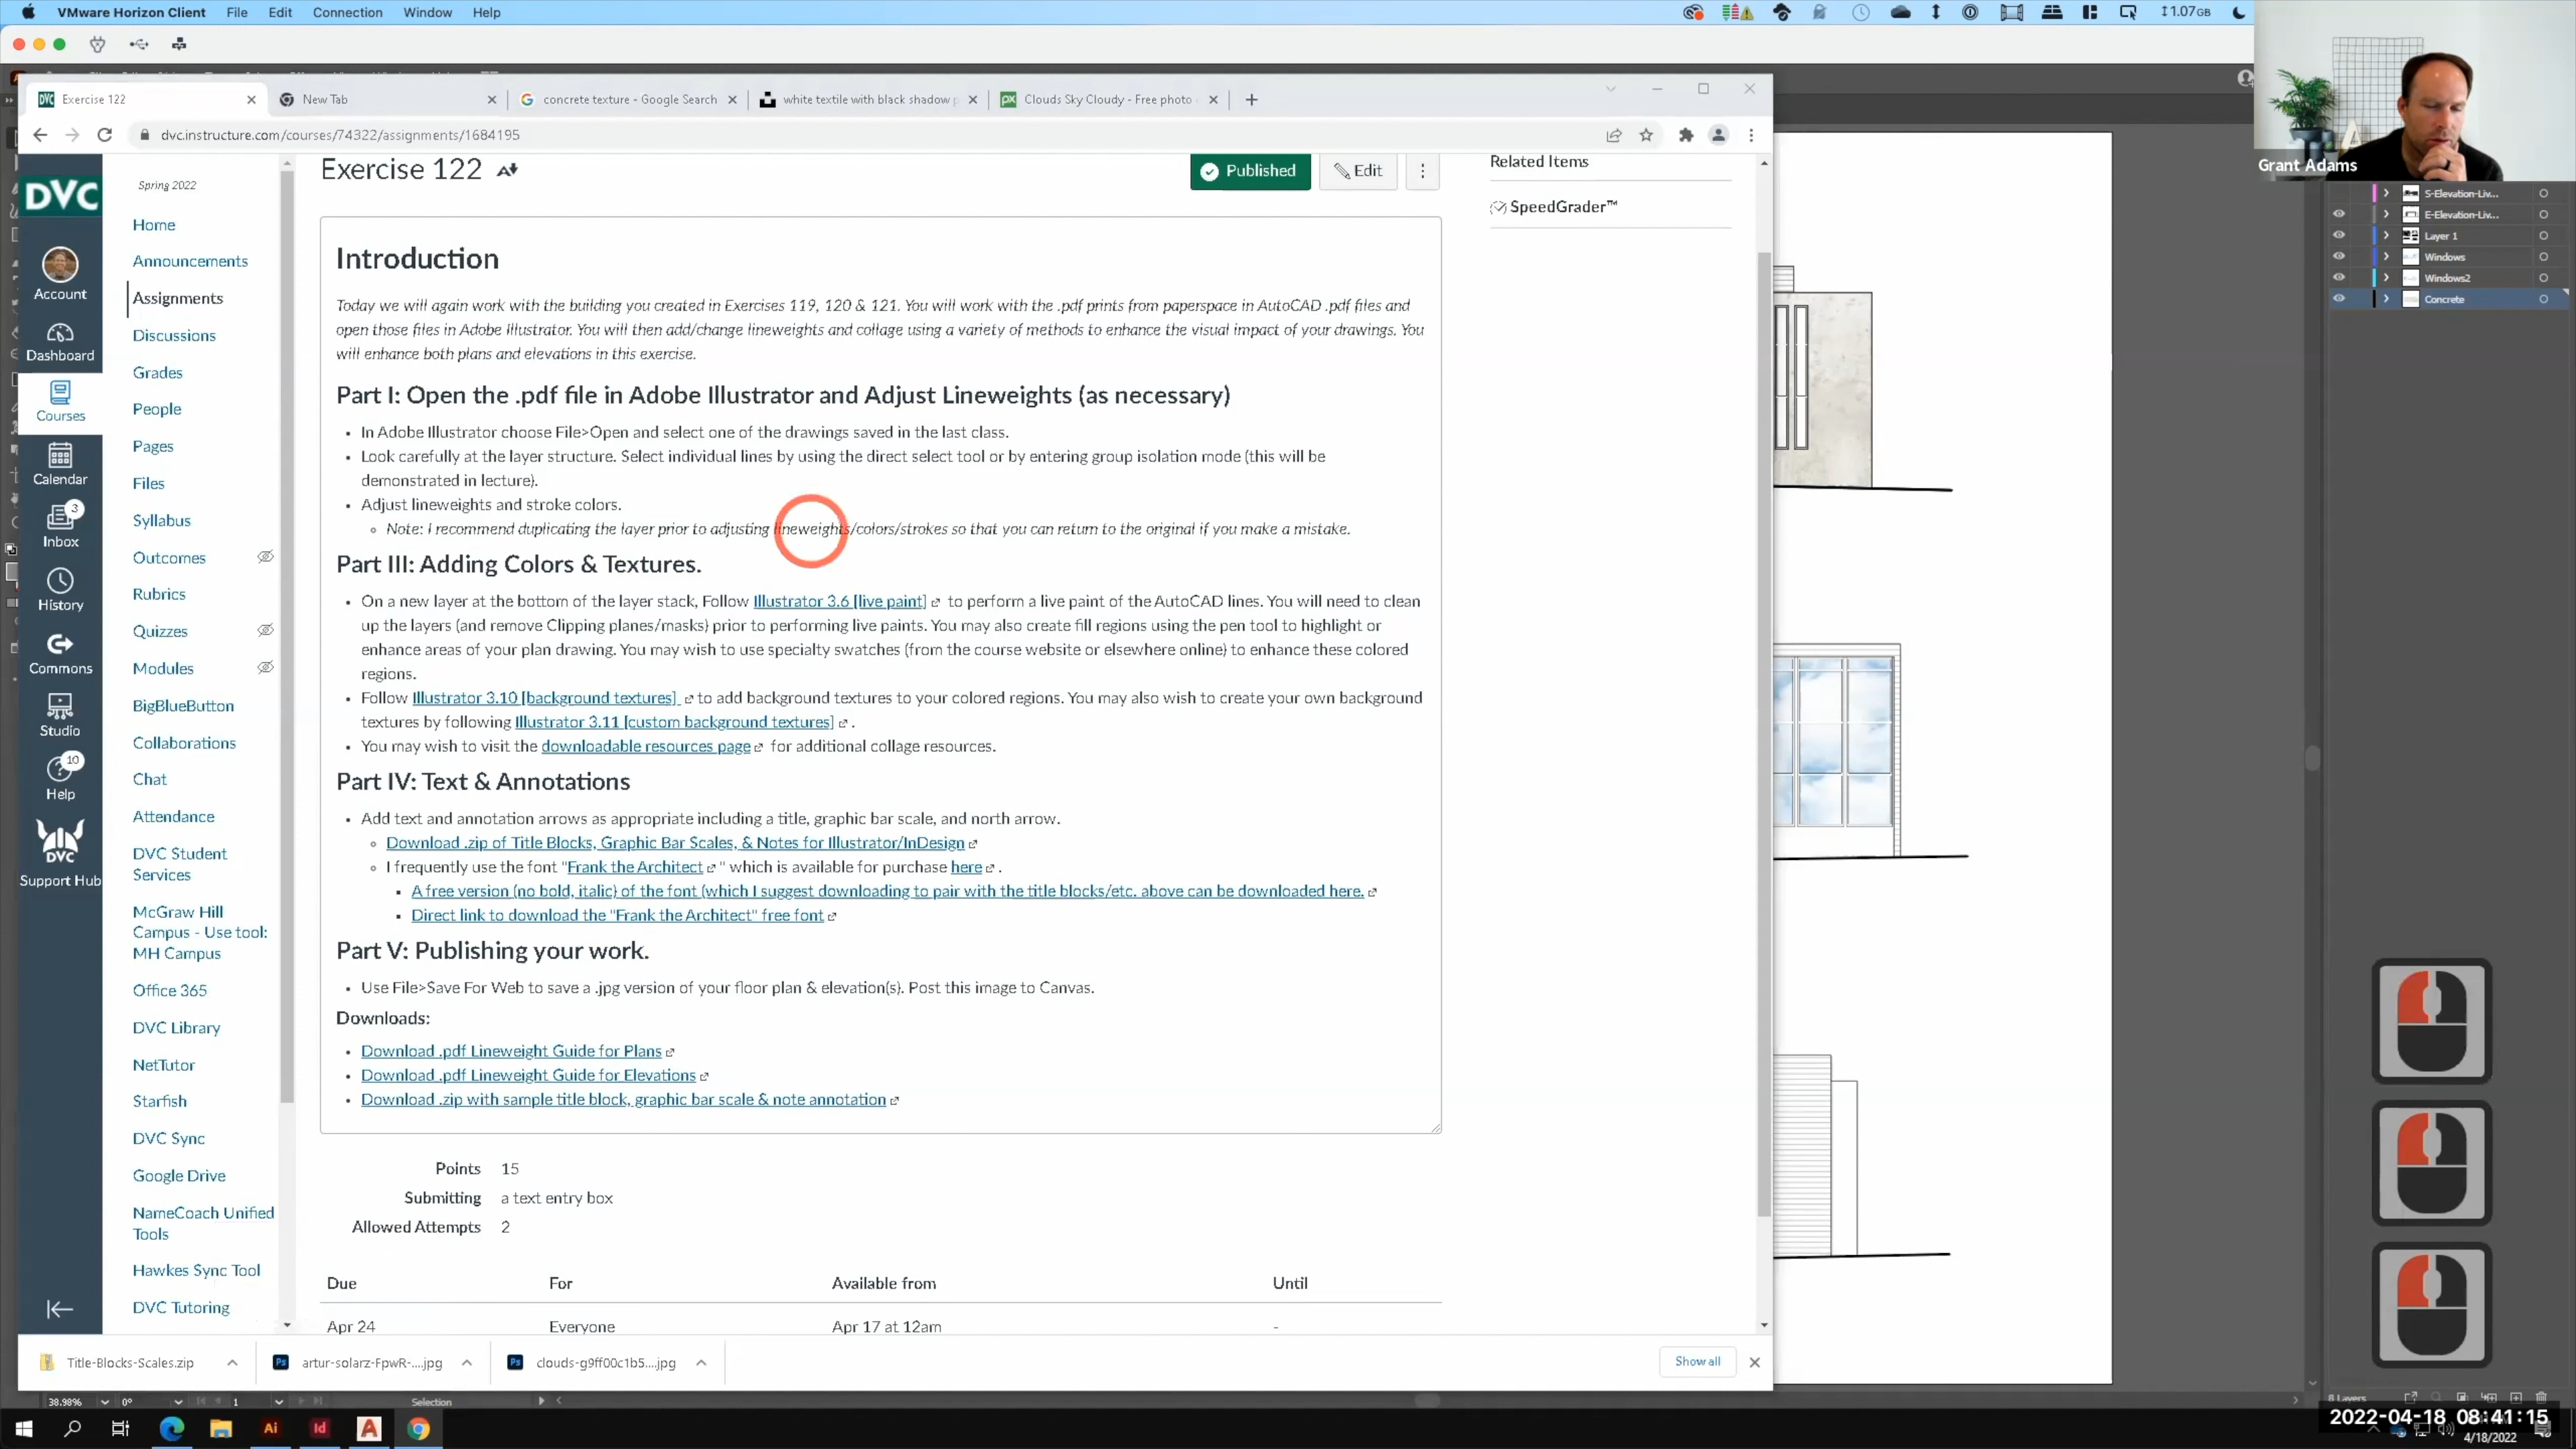 VMware Horizon Client File Edit Connection Window Help
1.07GB
Exercise 122
New Tab
concrete texture - Google Search
white textile with black shadow p
Clouds Sky Cloudy - Free photo
dvc.instructure.com/courses/74322/assignments/1684195
Grant Adams
DVC
Account
Dashboard
Courses
Calendar
3
Inbox
History
Commons
Studio
10
Help
DVC
Support Hub
Spring 2022
Home
Announcements
Assignments
Discussions
Grades
People
Pages
Files
Syllabus
Outcomes
Rubrics
Quizzes
Modules
BigBlueButton
Collaborations
Chat
Attendance
DVC Student
Services
McGraw Hill
Campus - Use tool:
MH Campus
Office 365
DVC Library
NetTutor
Starfish
DVC Sync
Google Drive
NameCoach Unified
Tools
Hawkes Sync Tool
DVC Tutoring
Exercise 122
Published
Edit
Related Items
SpeedGrader™
Introduction
Today we will again work with the building you created in Exercises 119, 120 & 121. You will work with the .pdf prints from paperspace in AutoCAD .pdf files and
open those files in Adobe Illustrator. You will then add/change lineweights and collage using a variety of methods to enhance the visual impact of your drawings. You
will enhance both plans and elevations in this exercise.
Part I: Open the .pdf file in Adobe Illustrator and Adjust Lineweights (as necessary)
• In Adobe Illustrator choose File>Open and select one of the drawings saved in the last class.
• Look carefully at the layer structure. Select individual lines by using the direct select tool or by entering group isolation mode (this will be
demonstrated in lecture).
• Adjust lineweights and stroke colors.
◦ Note: I recommend duplicating the layer prior to adjusting lineweights/colors/strokes so that you can return to the original if you make a mistake.
Part III: Adding Colors & Textures.
• On a new layer at the bottom of the layer stack, Follow Illustrator 3.6 [live paint] to perform a live paint of the AutoCAD lines. You will need to clean
up the layers (and remove Clipping planes/masks) prior to performing live paints. You may also create fill regions using the pen tool to highlight or
enhance areas of your plan drawing. You may wish to use specialty swatches (from the course website or elsewhere online) to enhance these colored
regions.
• Follow Illustrator 3.10 [background textures] to add background textures to your colored regions. You may also wish to create your own background
textures by following Illustrator 3.11 [custom background textures] .
• You may wish to visit the downloadable resources page for additional collage resources.
Part IV: Text & Annotations
• Add text and annotation arrows as appropriate including a title, graphic bar scale, and north arrow.
◦ Download .zip of Title Blocks, Graphic Bar Scales, & Notes for Illustrator/InDesign
◦ I frequently use the font "Frank the Architect " which is available for purchase here .
▪ A free version (no bold, italic) of the font (which I suggest downloading to pair with the title blocks/etc. above can be downloaded here.
▪ Direct link to download the "Frank the Architect" free font
Part V: Publishing your work.
• Use File>Save For Web to save a .jpg version of your floor plan & elevation(s). Post this image to Canvas.
Downloads:
• Download .pdf Lineweight Guide for Plans
• Download .pdf Lineweight Guide for Elevations
• Download .zip with sample title block, graphic bar scale & note annotation
Points 15
Submitting a text entry box
Allowed Attempts 2
Due For Available from Until
Apr 24 Everyone Apr 17 at 12am -
Title-Blocks-Scales.zip
artur-solarz-FpwR-....jpg
clouds-g9ff00c1b5....jpg
Show all
S-Elevation-Liv...
E-Elevation-Liv...
Layer 1
Windows
Windows2
Concrete
38.98% 0° 1 Selection
8 Layers
Ai
Id
A
2022-04-18 08:41:15
4/18/2022